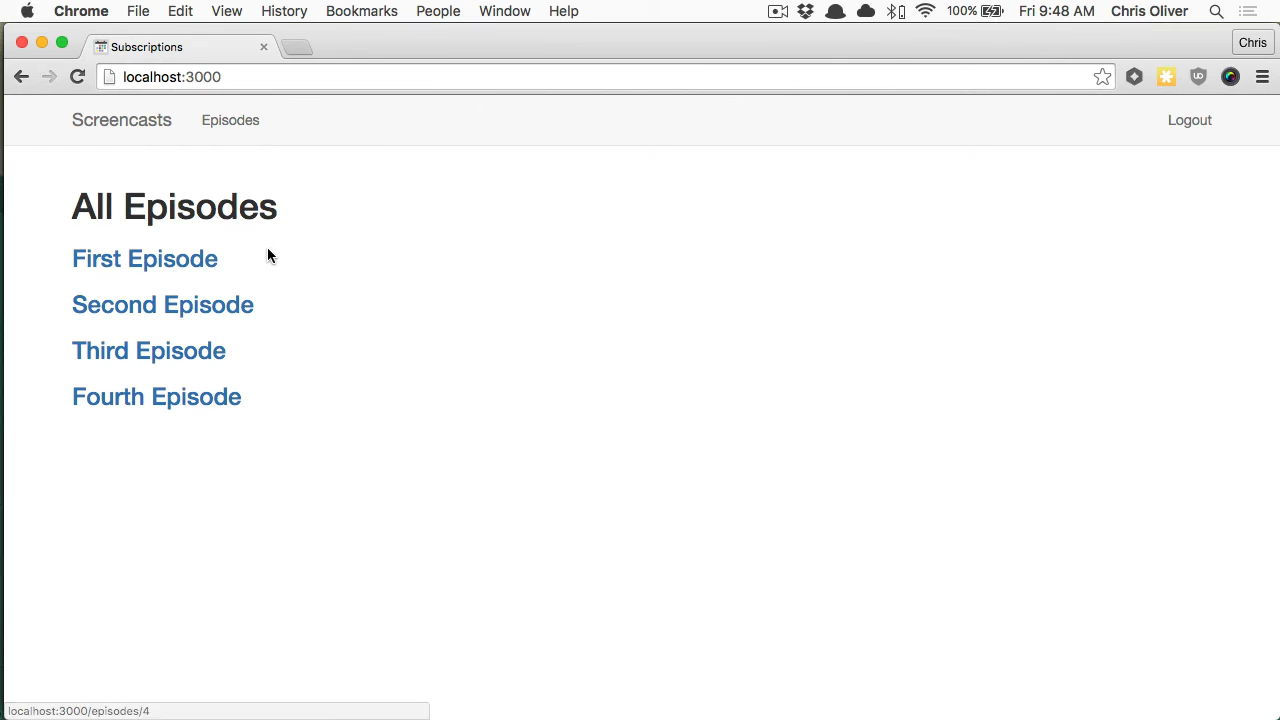 Chrome File Edit View History Bookmarks People Window Help 100% Fri 9:48 AM Chris Oliver
Subscriptions Chris
localhost:3000
Screencasts Episodes Logout
All Episodes
First Episode
Second Episode
Third Episode
Fourth Episode
localhost:3000/episodes/4